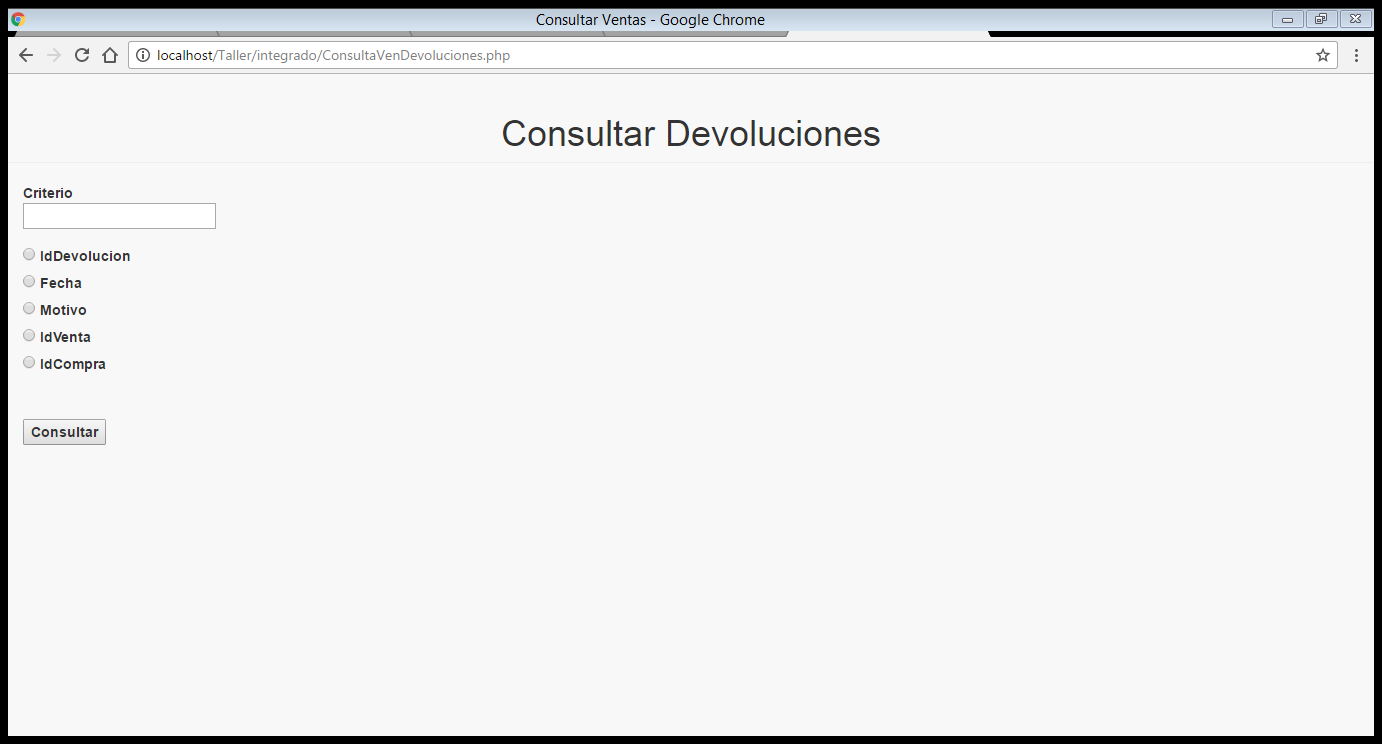 Consultar Ventas - Google Chrome
localhost/Taller/integrado/ConsultaVenDevoluciones.php
Consultar Devoluciones
Criterio
IdDevolucion
Fecha
Motivo
IdVenta
IdCompra
Consultar